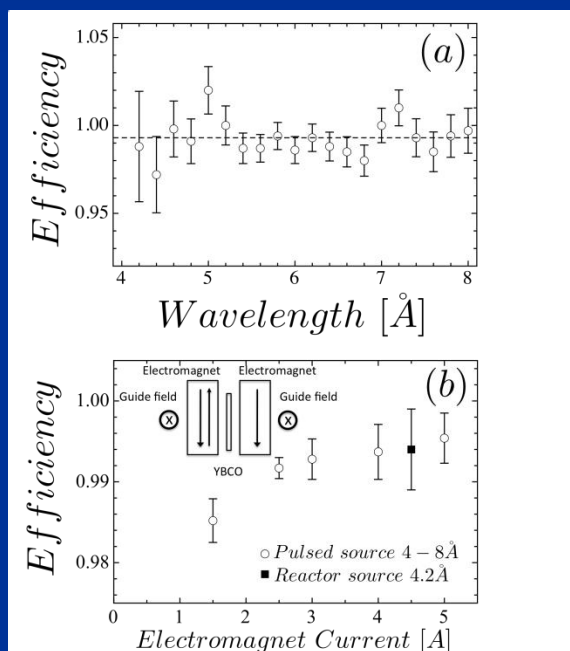 (a)
1.05
1.00
0.95
Efficiency
4 5 6 7 8
Wavelength [Å]
(b)
Electromagnet Electromagnet
Guide field Guide field
X X
YBCO
1.00
0.99
0.98
Efficiency
○ Pulsed source 4 – 8Å
■ Reactor source 4.2Å
0 1 2 3 4 5
Electromagnet Current [A]